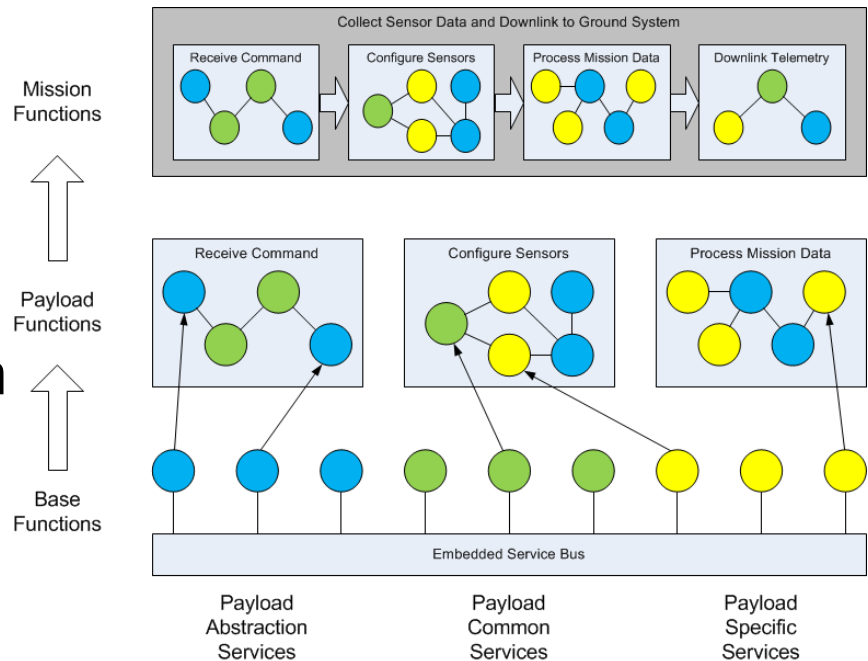 Collect Sensor Data and Downlink to Ground System
Receive Command
Configure Sensors
Process Mission Data
Downlink Telemetry
Mission
Functions
Receive Command
Configure Sensors
Process Mission Data
Payload
Functions
n
Base
Functions
Embedded Service Bus
Payload
Abstraction
Services
Payload
Common
Services
Payload
Specific
Services